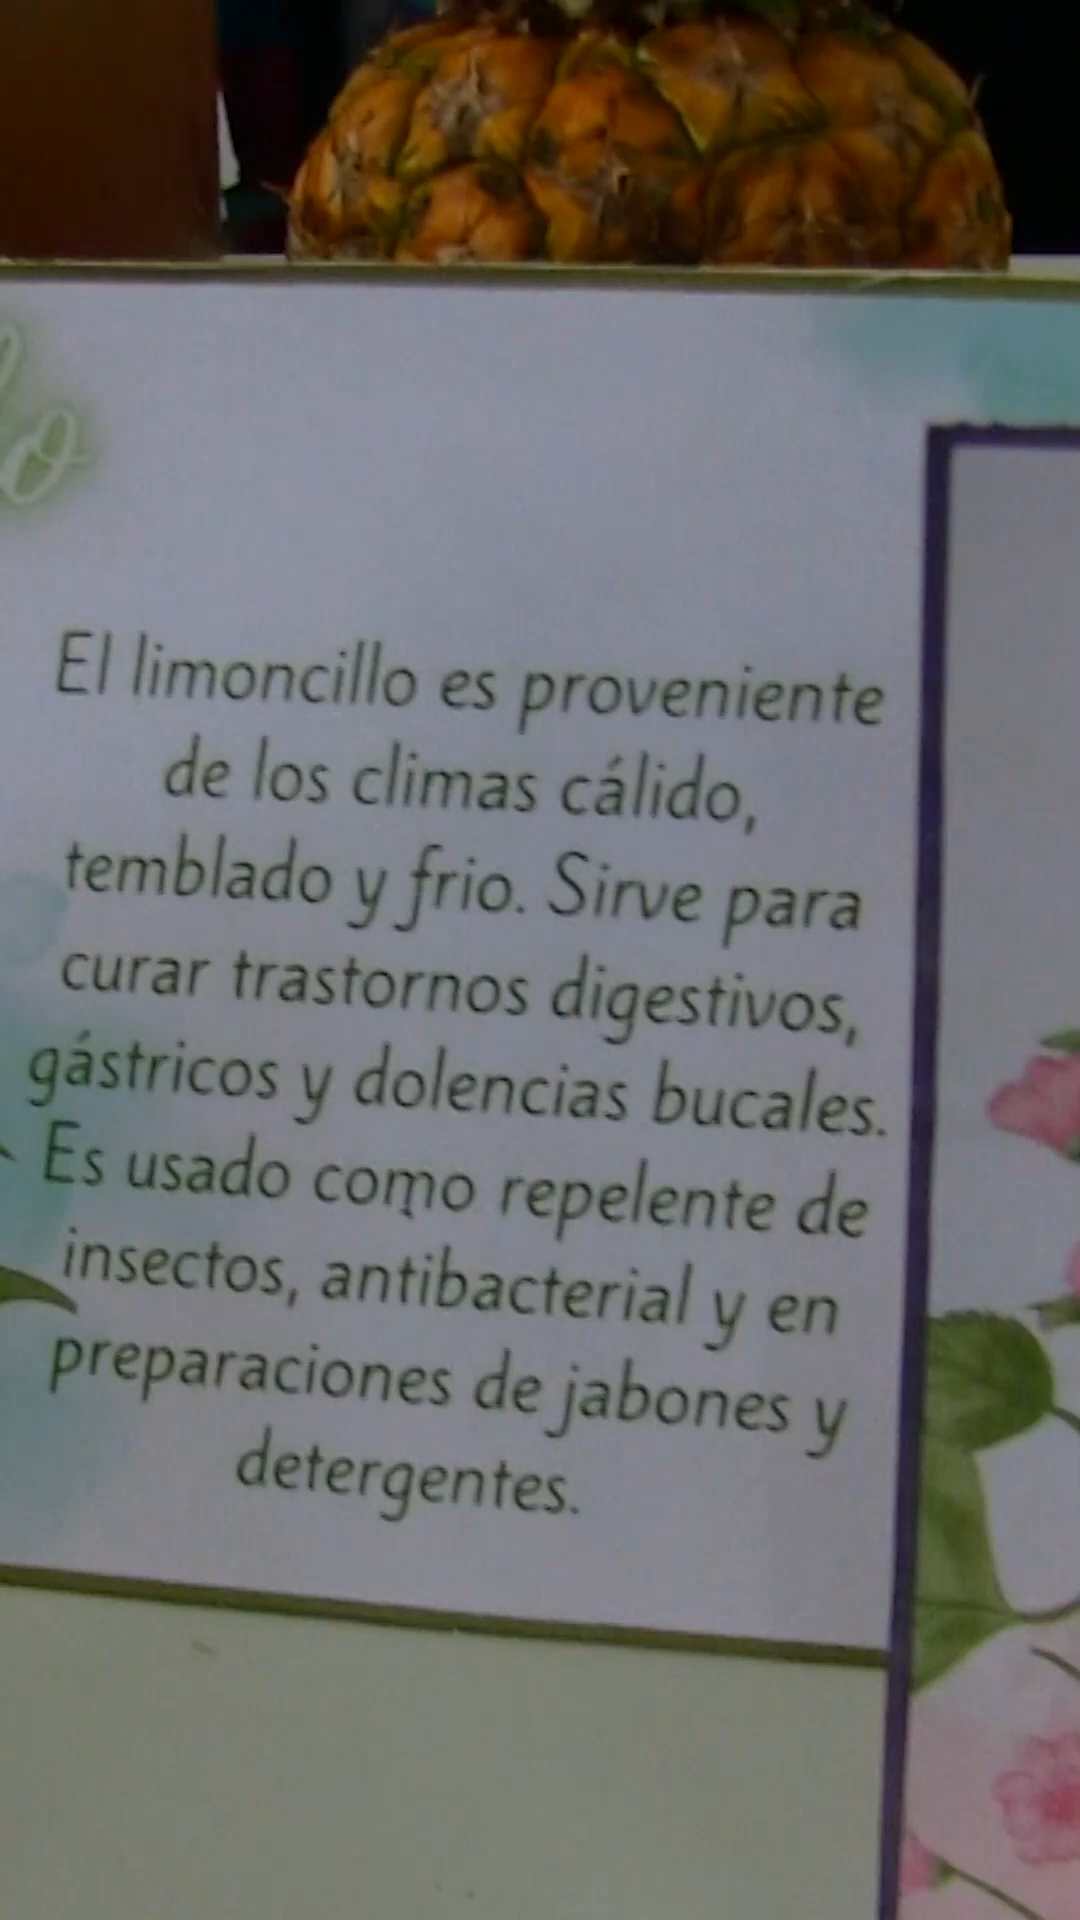 lo
El limoncillo es proveniente
de los climas cálido,
temblado y frio. Sirve para
curar trastornos digestivos,
gástricos y dolencias bucales.
Es usado como repelente de
insectos, antibacterial y en
preparaciones de jabones y
detergentes.